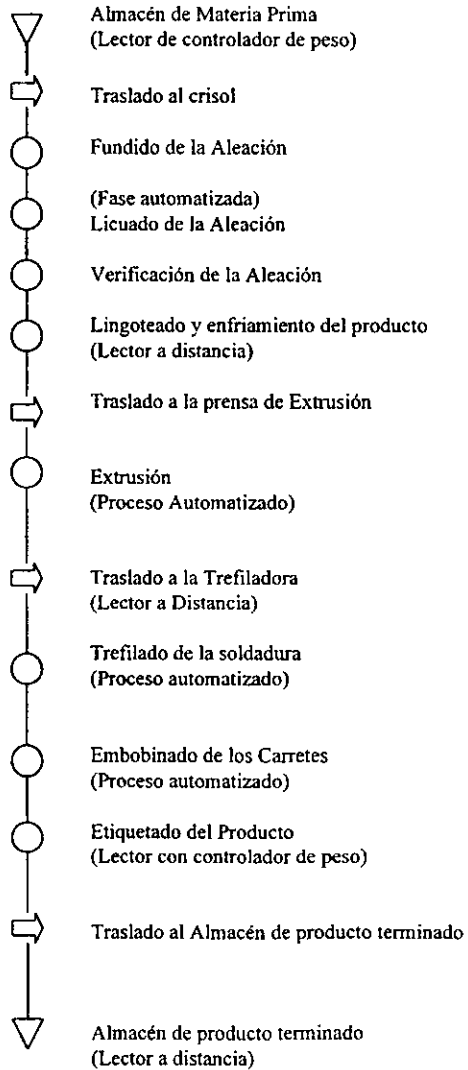 Almacén de Materia Prima
(Lector de controlador de peso)
Traslado al crisol
Fundido de la Aleación
(Fase automatizada)
Licuado de la Aleación
Verificación de la Aleación
Lingoteado y enfriamiento del producto
(Lector a distancia)
Traslado a la prensa de Extrusión
Extrusión
(Proceso Automatizado)
Traslado a la Trefiladora
(Lector a Distancia)
Trefilado de la soldadura
(Proceso automatizado)
Embobinado de los Carretes
(Proceso automatizado)
Etiquetado del Producto
(Lector con controlador de peso)
Traslado al Almacén de producto terminado
Almacén de producto terminado
(Lector a distancia)